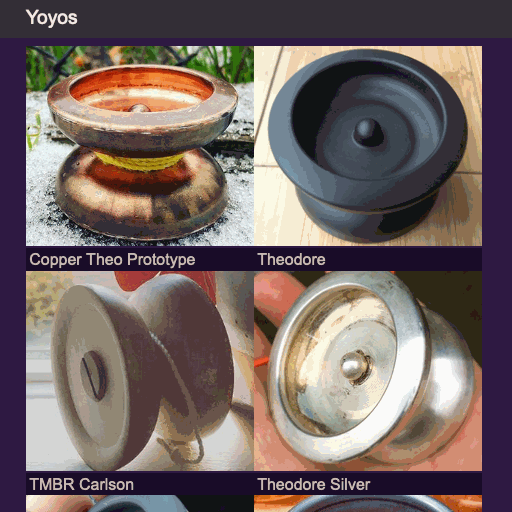 Yoyos
Copper Theo Prototype
Theodore
TMBR Carlson
Theodore Silver